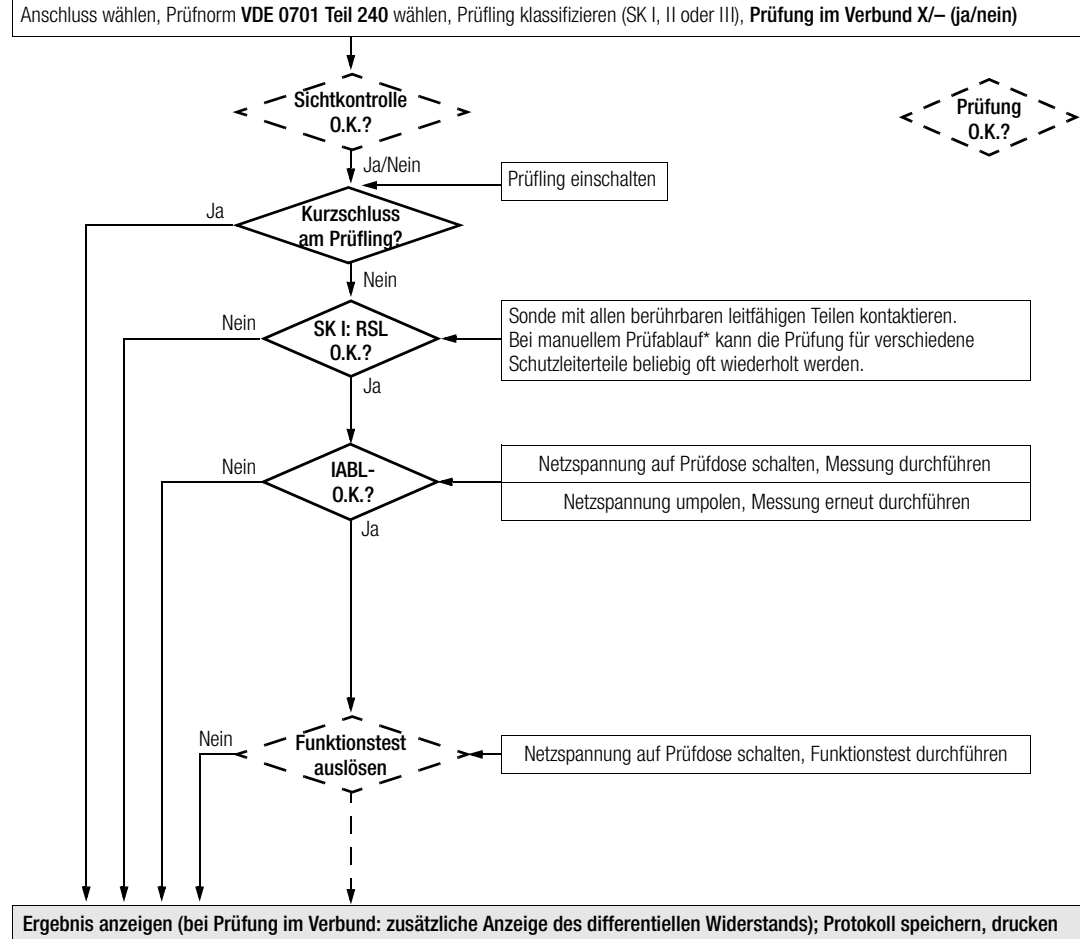 Anschluss wählen, Prüfnorm VDE 0701 Teil 240 wählen, Prüfling klassifizieren (SK I, II oder III), Prüfung im Verbund X/– (ja/nein)
Sichtkontrolle
O.K.?
Prüfung
O.K.?
Ja/Nein
Prüfling einschalten
Ja
Kurzschluss
am Prüfling?
Nein
Nein
SK I: RSL
O.K.?
Sonde mit allen berührbaren leitfähigen Teilen kontaktieren.
Bei manuellem Prüfablauf* kann die Prüfung für verschiedene
Schutzleiterteile beliebig oft wiederholt werden.
Ja
Nein
IABL-
O.K.?
Netzspannung auf Prüfdose schalten, Messung durchführen
Netzspannung umpolen, Messung erneut durchführen
Ja
Nein
Funktionstest
auslösen
Netzspannung auf Prüfdose schalten, Funktionstest durchführen
Ergebnis anzeigen (bei Prüfung im Verbund: zusätzliche Anzeige des differentiellen Widerstands); Protokoll speichern, drucken